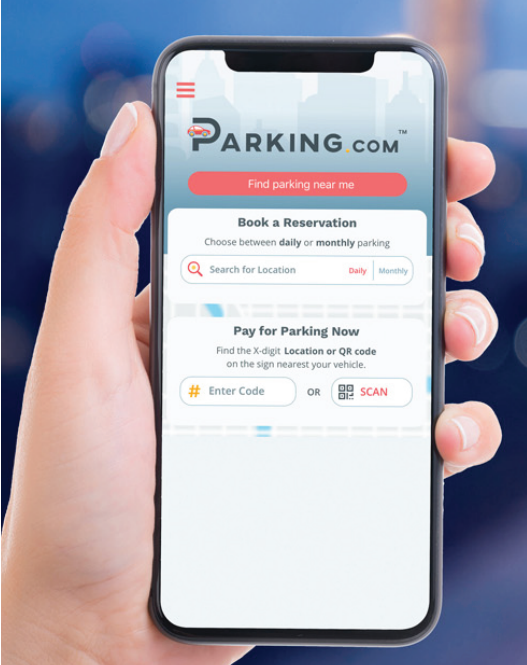 PARKING.COM™
Find parking near me
Book a Reservation
Choose between daily or monthly parking
Search for Location Daily Monthly
Pay for Parking Now
Find the X-digit Location or QR code
on the sign nearest your vehicle.
# Enter Code OR SCAN